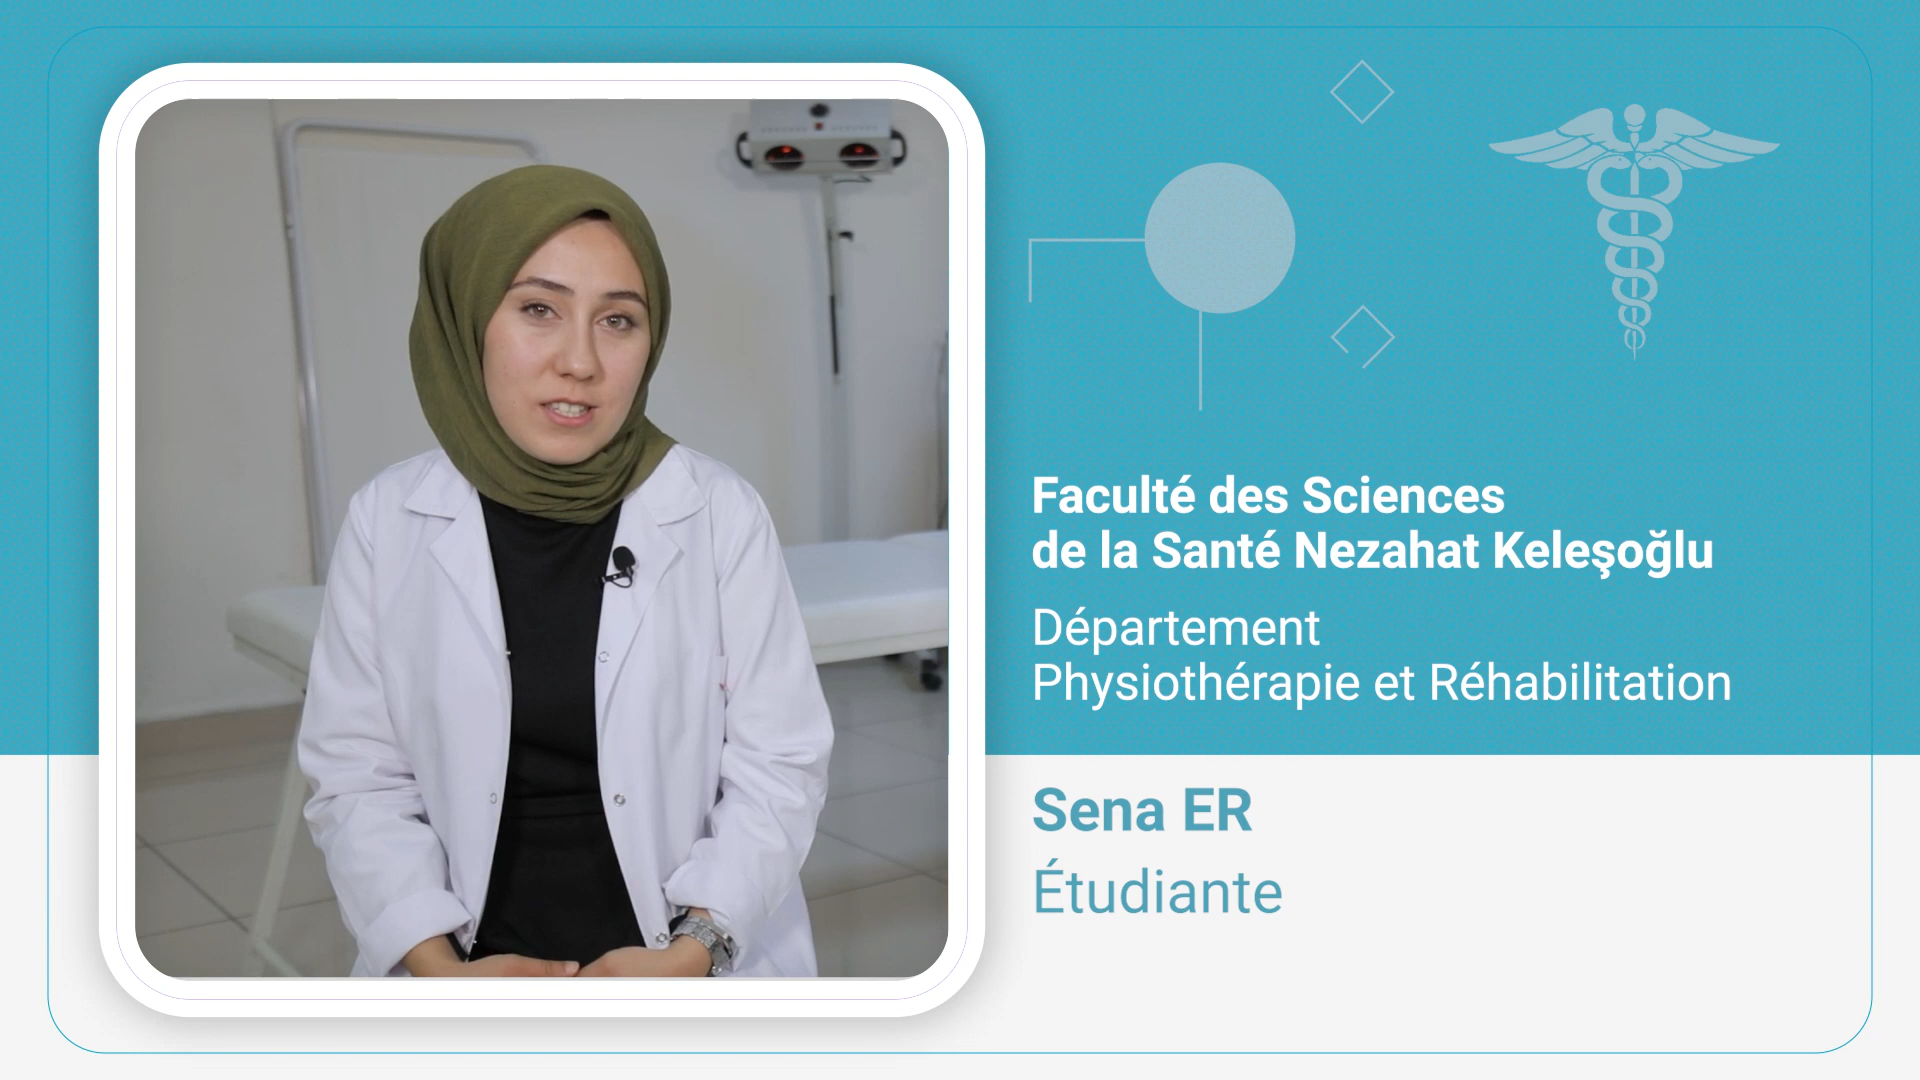 Faculté des Sciences
de la Santé Nezahat Keleşoğlu
Département
Physiothérapie et Réhabilitation
Sena ER
Étudiante